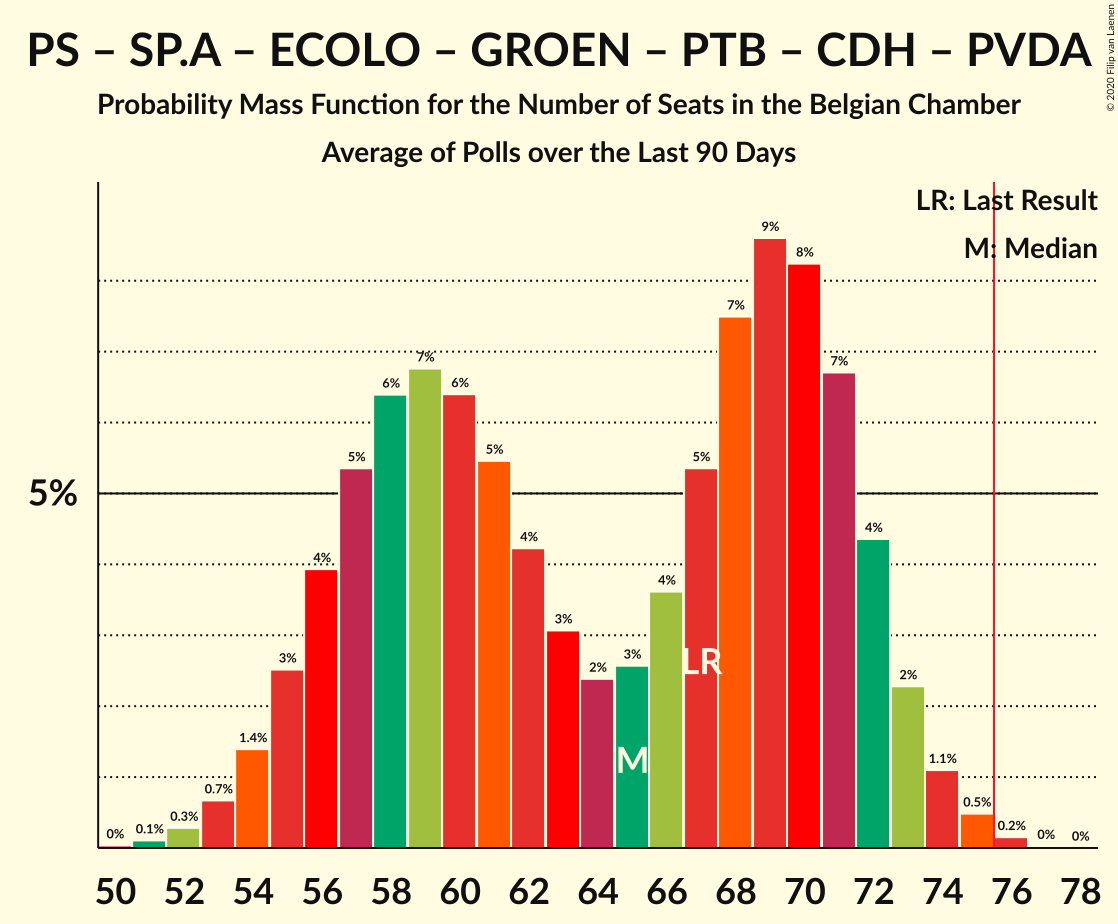 PS – SP.A – ECOLO – GROEN – PTB – CDH – PVDA
© 2020 Filip van Laenen
Probability Mass Function for the Number of Seats in the Belgian Chamber
Average of Polls over the Last 90 Days
LR: Last Result
M: Median
5%
0% 0.1% 0.3% 0.7% 1.4% 3% 4% 5% 6% 7% 6% 5% 4% 3% 2% 3% 4% 5% 7% 9% 8% 7% 4% 2% 1.1% 0.5% 0.2% 0% 0%
LR
M
50 52 54 56 58 60 62 64 66 68 70 72 74 76 78